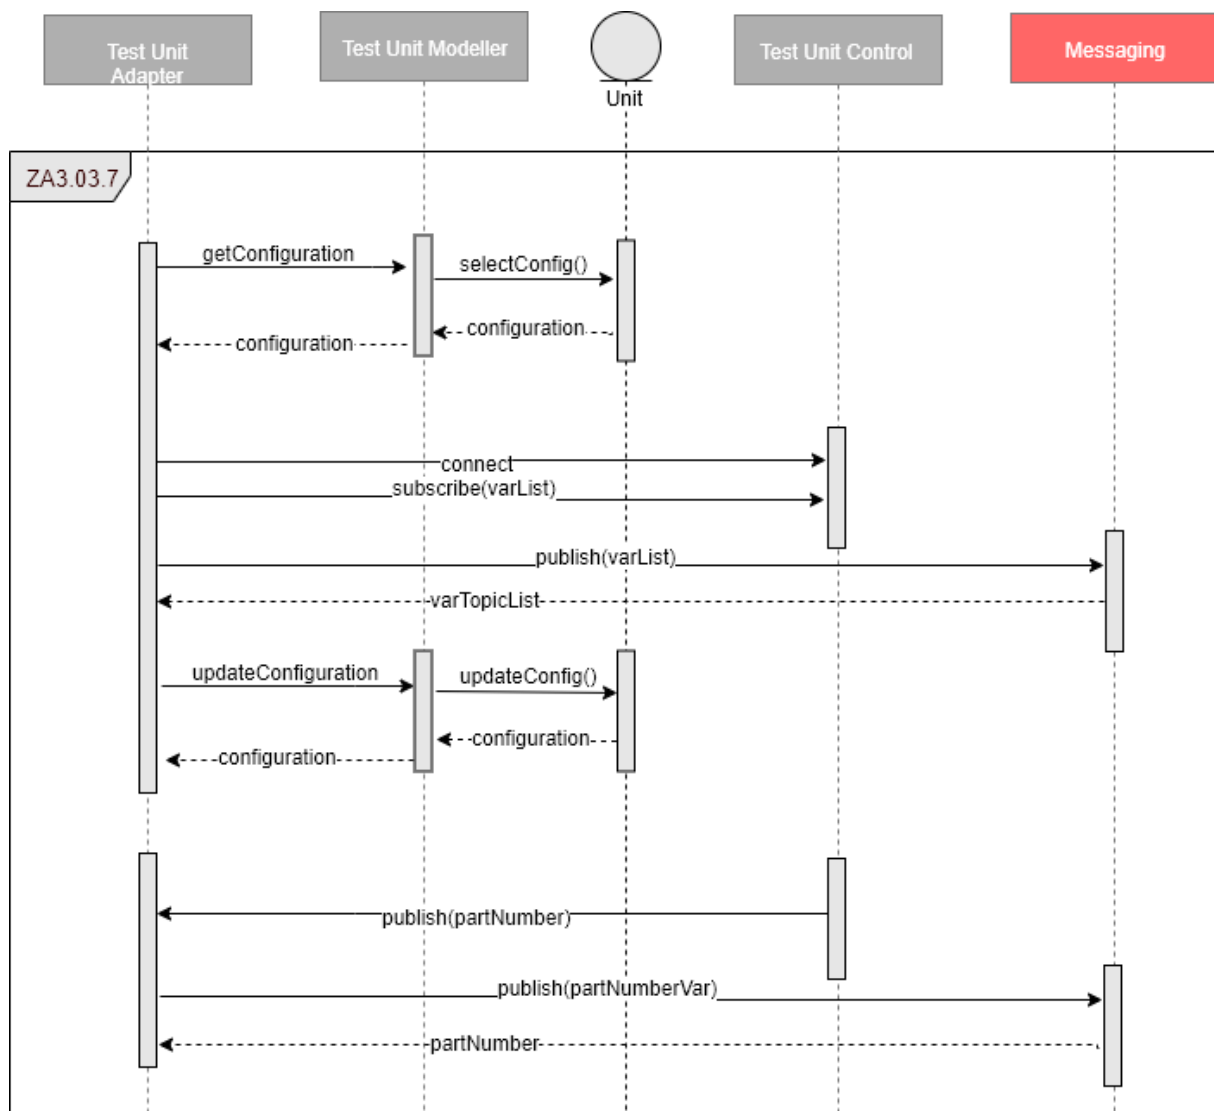 Test Unit
Adapter
Test Unit Modeller
Unit
Test Unit Control
Messaging
ZA3.03.7
getConfiguration
selectConfig()
configuration
configuration
connect
subscribe(varList)
publish(varList)
varTopicList
updateConfiguration
updateConfig()
configuration
configuration
publish(partNumber)
publish(partNumberVar)
partNumber